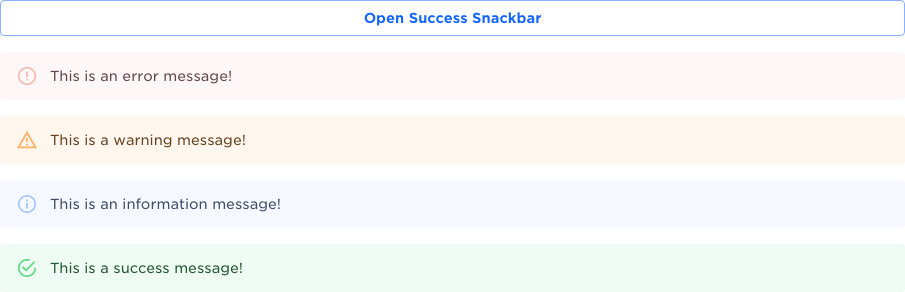 Open Success Snackbar
This is an error message!
This is a warning message!
This is an information message!
This is a success message!